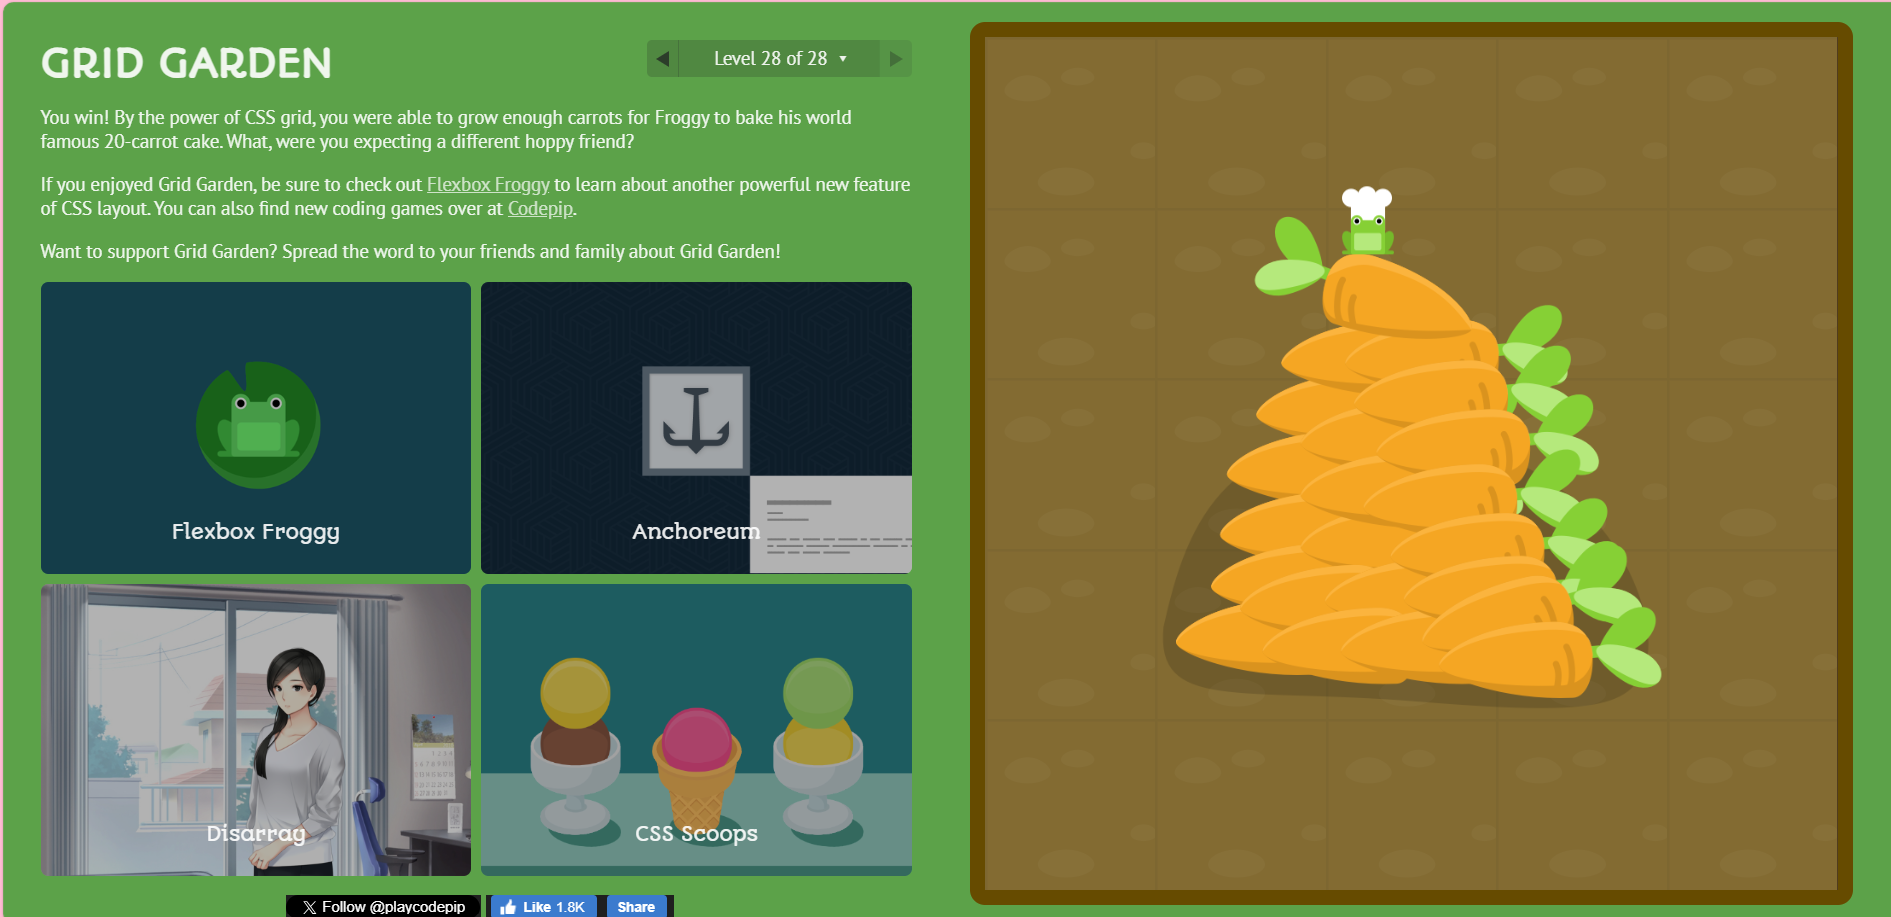 GRID GARDEN
Level 28 of 28
You win! By the power of CSS grid, you were able to grow enough carrots for Froggy to bake his world
famous 20-carrot cake. What, were you expecting a different hoppy friend?
If you enjoyed Grid Garden, be sure to check out Flexbox Froggy to learn about another powerful new feature
of CSS layout. You can also find new coding games over at Codepip.
Want to support Grid Garden? Spread the word to your friends and family about Grid Garden!
Flexbox Froggy
Anchoreum
Disarray
CSS Scoops
Follow @playcodepip
Like 1.8K
Share